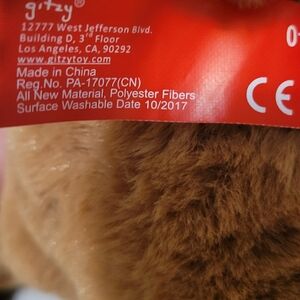 gitzy®
12777 West Jefferson Blvd.
Building D, 3rd Floor
Los Angeles, CA, 90292
www.gitzytoy.com
Made in China
Reg.No. PA-17077(CN)
All New Material, Polyester Fibers
Surface Washable Date 10/2017
0-
CE